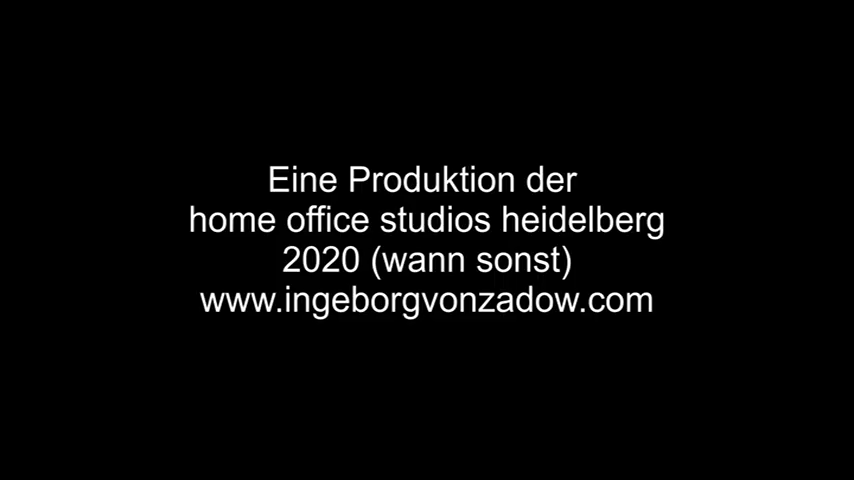 Eine Produktion der
home office studios heidelberg
2020 (wann sonst)
www.ingeborgvonzadow.com